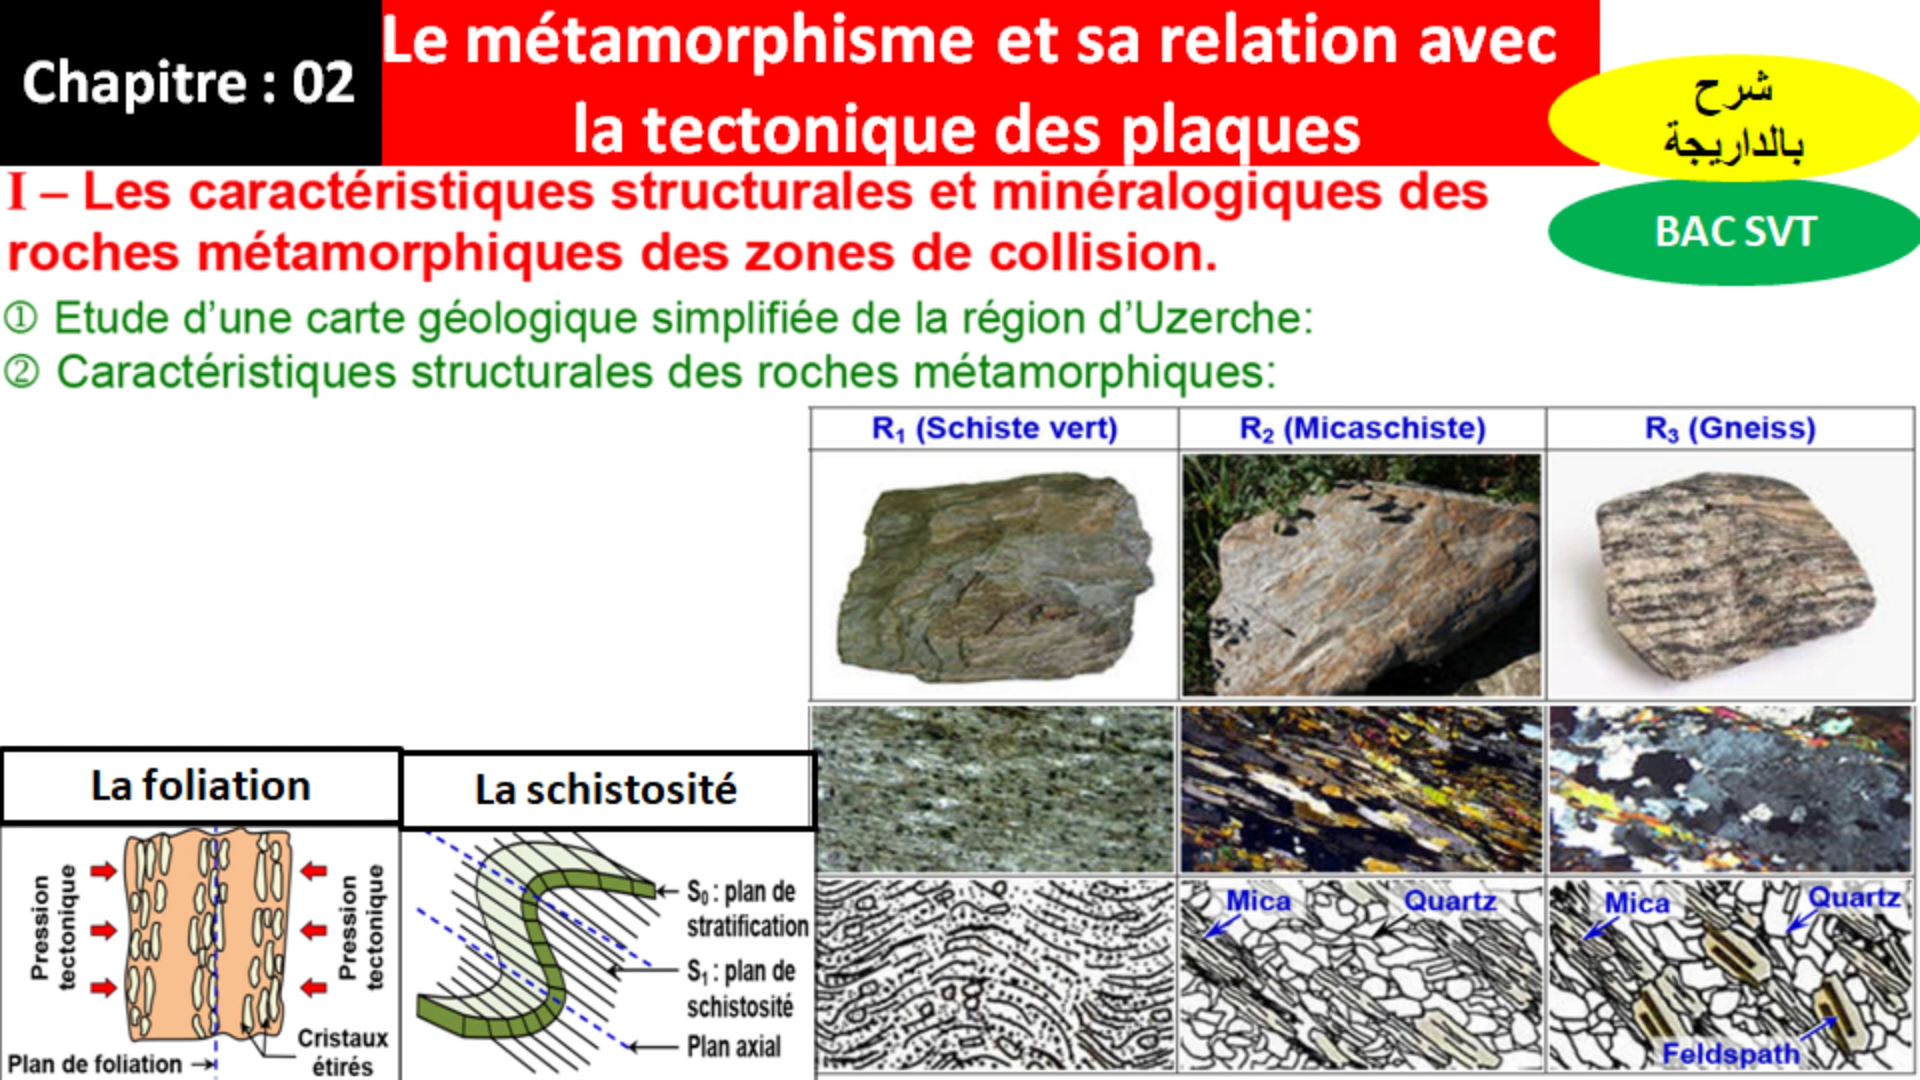 Chapitre : 02
Le métamorphisme et sa relation avec
la tectonique des plaques
شرح
بالداريجة
BAC SVT
I – Les caractéristiques structurales et minéralogiques des
roches métamorphiques des zones de collision.
① Etude d’une carte géologique simplifiée de la région d’Uzerche:
② Caractéristiques structurales des roches métamorphiques:
R₁ (Schiste vert)
R₂ (Micaschiste)
R₃ (Gneiss)
La foliation
La schistosité
Pression
tectonique
Pression
tectonique
Cristaux
étirés
Plan de foliation
S₀ : plan de
stratification
S₁ : plan de
schistosité
Plan axial
Mica
Quartz
Mica
Quartz
Feldspath